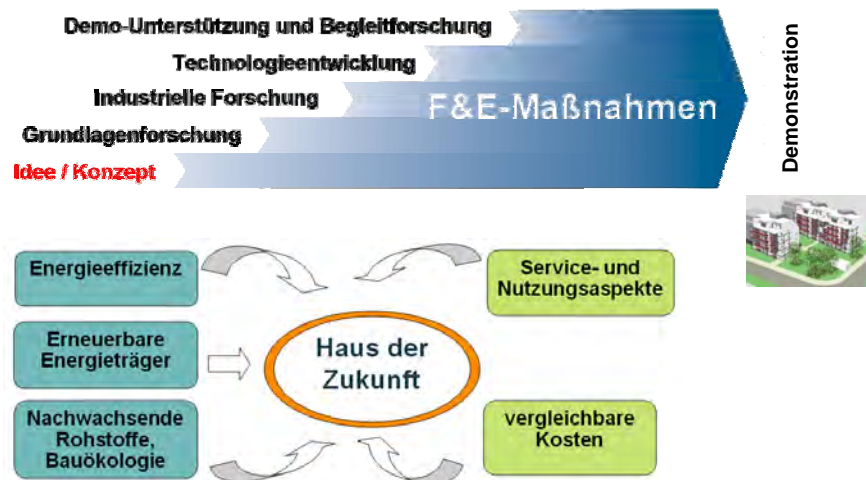 Demo-Unterstützung und Begleitforschung
Technologieentwicklung
Industrielle Forschung
F&E-Maßnahmen
Grundlagenforschung
Idee / Konzept
Demonstration
Energieeffizienz
Service- und
Nutzungsaspekte
Erneuerbare
Energieträger
Haus der
Zukunft
Nachwachsende
Rohstoffe,
Bauökologie
vergleichbare
Kosten